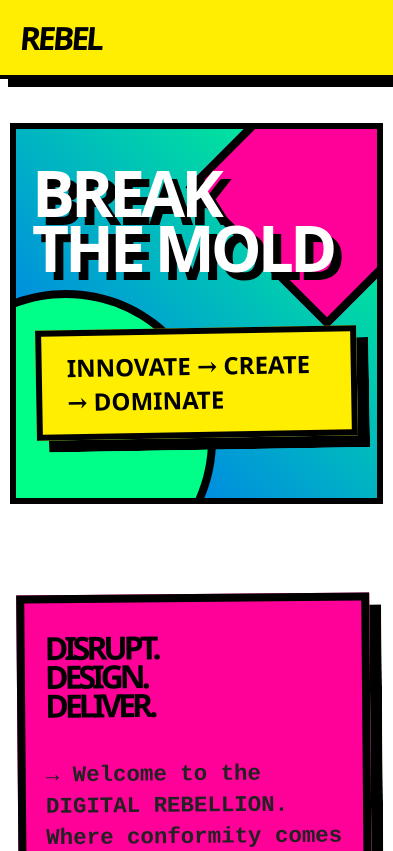 REBEL
BREAK
THE MOLD
INNOVATE → CREATE
→ DOMINATE
DISRUPT.
DESIGN.
DELIVER.
→ Welcome to the
DIGITAL REBELLION.
Where conformity comes